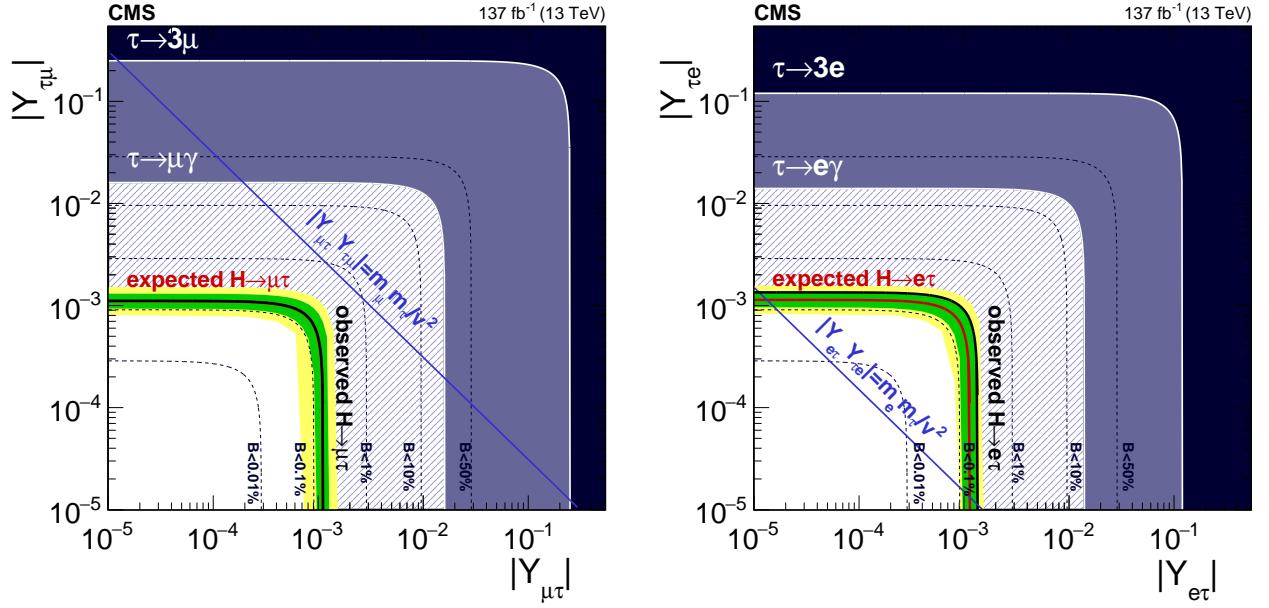 CMS 137 fb⁻¹ (13 TeV)
τ→3μ
τ→μγ
|Y_μτ Y_τμ|=m_μ m_τ/v²
expected H→μτ
observed H→μτ
B<0.01%
B<0.1%
B<1%
B<10%
B<50%
|Y_τμ|
10⁻¹
10⁻²
10⁻³
10⁻⁴
10⁻⁵
10⁻⁵ 10⁻⁴ 10⁻³ 10⁻² 10⁻¹
|Y_μτ|
CMS 137 fb⁻¹ (13 TeV)
τ→3e
τ→eγ
expected H→eτ
observed H→eτ
|Y_eτ Y_τe|=m_e m_τ/v²
B<0.01%
B<0.1%
B<1%
B<10%
B<50%
|Y_τe|
10⁻¹
10⁻²
10⁻³
10⁻⁴
10⁻⁵
10⁻⁵ 10⁻⁴ 10⁻³ 10⁻² 10⁻¹
|Y_eτ|